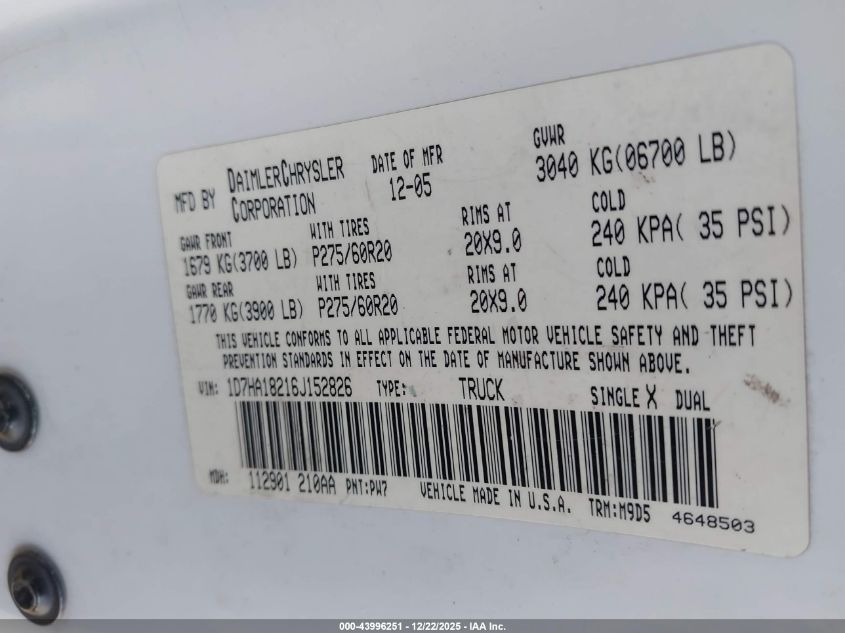 MFD BY DAIMLERCHRYSLER CORPORATION DATE OF MFR 12-05 GVWR 3040 KG(06700 LB)
GAWR FRONT WITH TIRES RIMS AT COLD
1679 KG(3700 LB) P275/60R20 20X9.0 240 KPA( 35 PSI)
GAWR REAR WITH TIRES RIMS AT COLD
1770 KG(3900 LB) P275/60R20 20X9.0 240 KPA( 35 PSI)
THIS VEHICLE CONFORMS TO ALL APPLICABLE FEDERAL MOTOR VEHICLE SAFETY AND THEFT
PREVENTION STANDARDS IN EFFECT ON THE DATE OF MANUFACTURE SHOWN ABOVE.
VIN: 1D7HA18216J152826 TYPE: TRUCK SINGLE X DUAL
MDH: 112901 210AA PNT:PW7 VEHICLE MADE IN U.S.A. TRM:M9D5 4648503
000-43996251 - 12/22/2025 - IAA Inc.